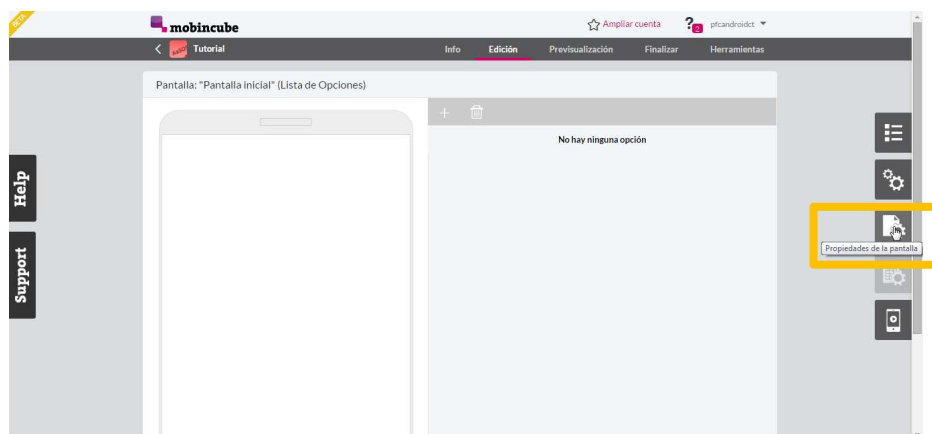 BETA
mobincube
Ampliar cuenta
? 2
pfcandroidct
Tutorial
Info Edición Previsualización Finalizar Herramientas
Pantalla: "Pantalla inicial" (Lista de Opciones)
No hay ninguna opción
Help
Support
Propiedades de la pantalla